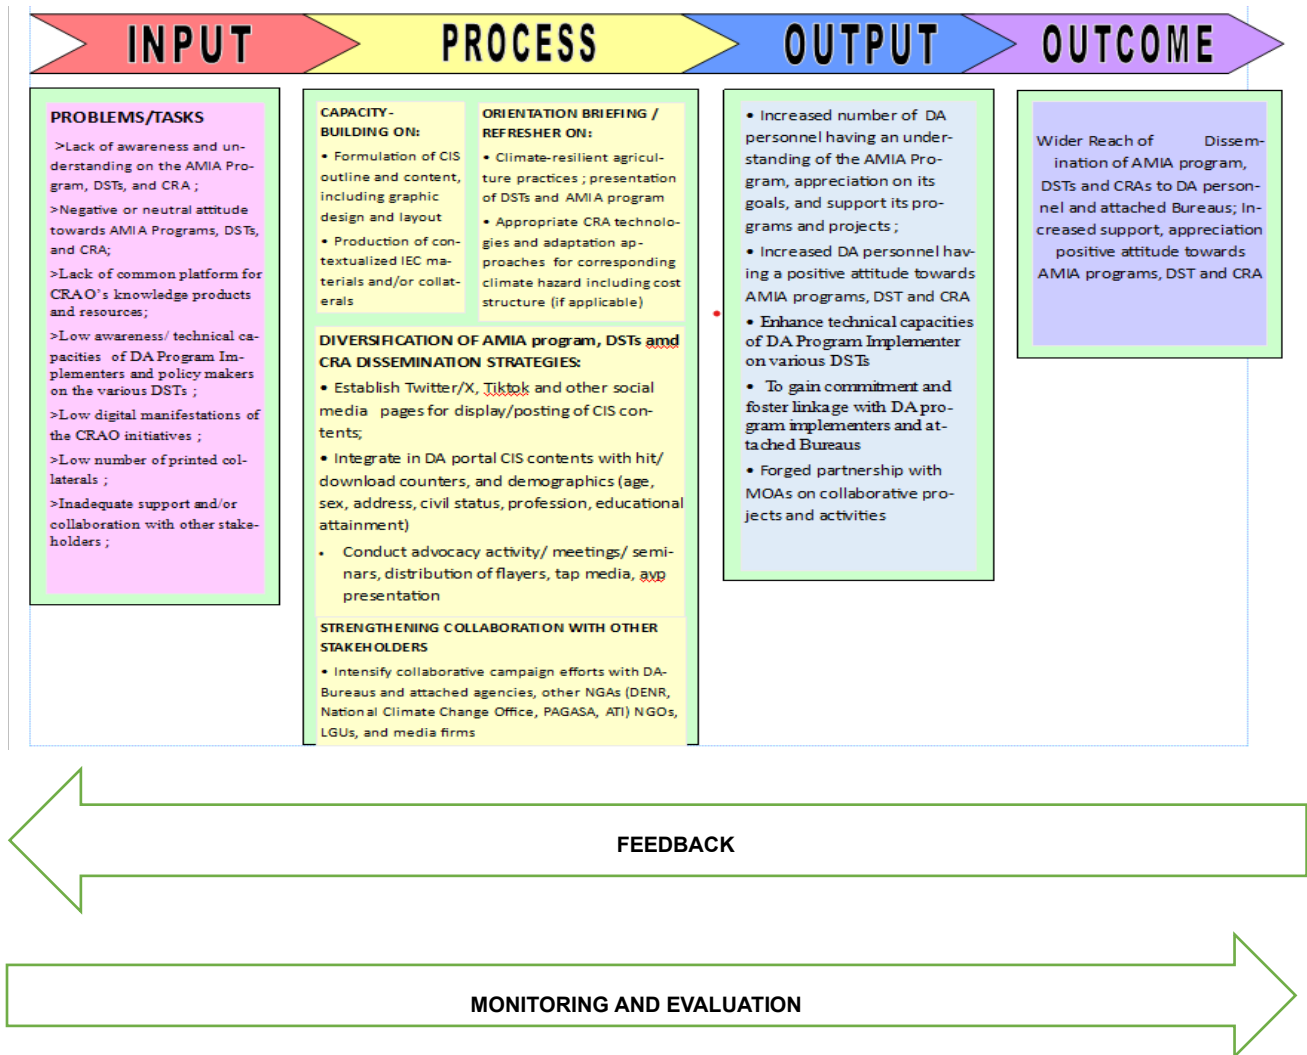 INPUT
PROCESS
OUTPUT
OUTCOME
PROBLEMS/TASKS
>Lack of awareness and un-
derstanding on the AMIA Pro-
gram, DSTs, and CRA ;
>Negative or neutral attitude
towards AMIA Programs, DSTs,
and CRA;
>Lack of common platform for
CRAO's knowledge products
and resources;
>Low awareness/ technical ca-
pacities of DA Program Im-
plementers and policy makers
on the various DSTs ;
>Low digital manifestations of
the CRAO initiatives ;
>Low number of printed col-
laterals ;
>Inadequate support and/or
collaboration with other stake-
holders ;
CAPACITY-
BUILDING ON:
• Formulation of CIS
outline and content,
including graphic
design and layout
• Production of con-
textualized IEC ma-
terials and/or collat-
erals
ORIENTATION BRIEFING /
REFRESHER ON:
• Climate-resilient agricul-
ture practices ; presentation
of DSTs and AMIA program
• Appropriate CRA technolo-
gies and adaptation ap-
proaches for corresponding
climate hazard including cost
structure (if applicable)
DIVERSIFICATION OF AMIA program, DSTs amd
CRA DISSEMINATION STRATEGIES:
• Establish Twitter/X, Tiktok and other social
media pages for display/posting of CIS con-
tents;
• Integrate in DA portal CIS contents with hit/
download counters, and demographics (age,
sex, address, civil status, profession, educational
attainment)
• Conduct advocacy activity/ meetings/ semi-
nars, distribution of flayers, tap media, avp
presentation
STRENGTHENING COLLABORATION WITH OTHER
STAKEHOLDERS
• Intensify collaborative campaign efforts with DA-
Bureaus and attached agencies, other NGAs (DENR,
National Climate Change Office, PAGASA, ATI) NGOs,
LGUs, and media firms
• Increased number of DA
personnel having an under-
standing of the AMIA Pro-
gram, appreciation on its
goals, and support its pro-
grams and projects ;
• Increased DA personnel hav-
ing a positive attitude towards
AMIA programs, DST and CRA
• Enhance technical capacities
of DA Program Implementer
on various DSTs
• To gain commitment and
foster linkage with DA pro-
gram implementers and at-
tached Bureaus
• Forged partnership with
MOAs on collaborative pro-
jects and activities
Wider Reach of Dissem-
ination of AMIA program,
DSTs and CRAs to DA person-
nel and attached Bureaus; In-
creased support, appreciation
positive attitude towards
AMIA programs, DST and CRA
FEEDBACK
MONITORING AND EVALUATION